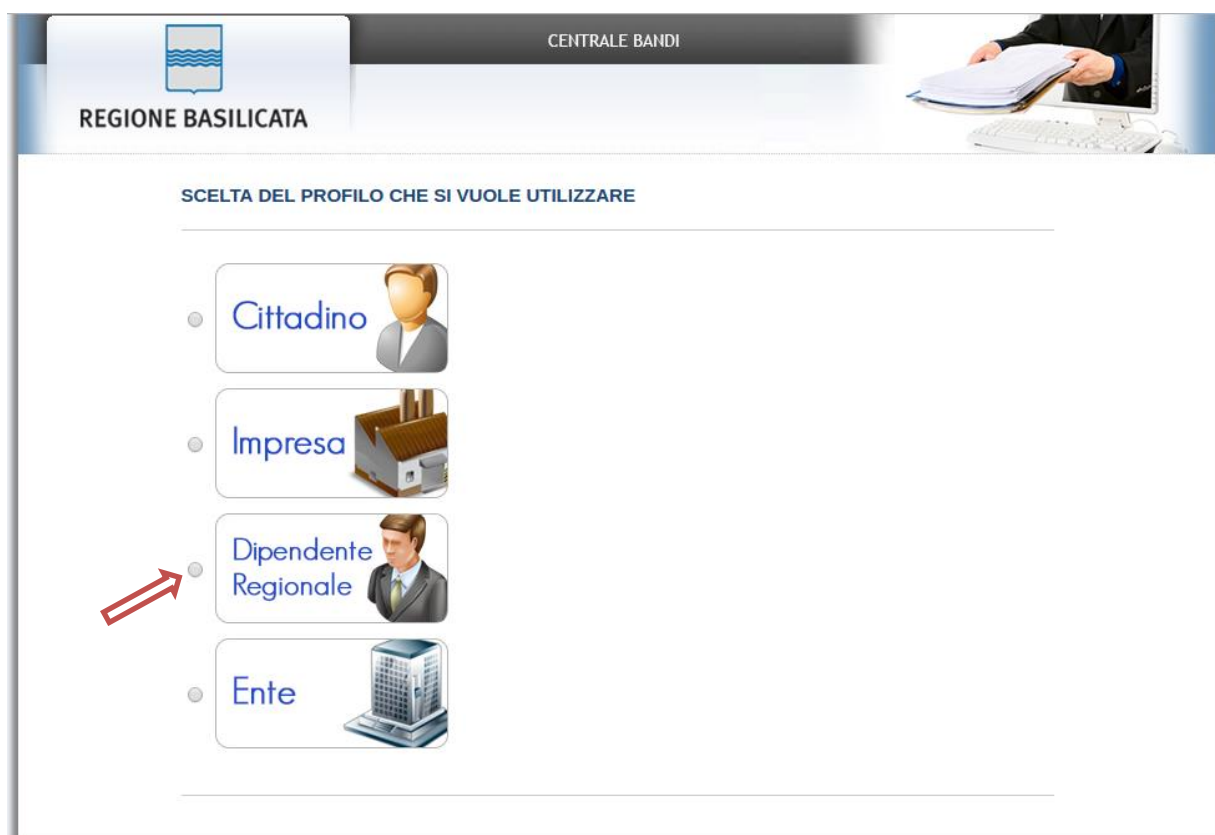 CENTRALE BANDI
REGIONE BASILICATA
SCELTA DEL PROFILO CHE SI VUOLE UTILIZZARE
Cittadino
Impresa
Dipendente
Regionale
Ente